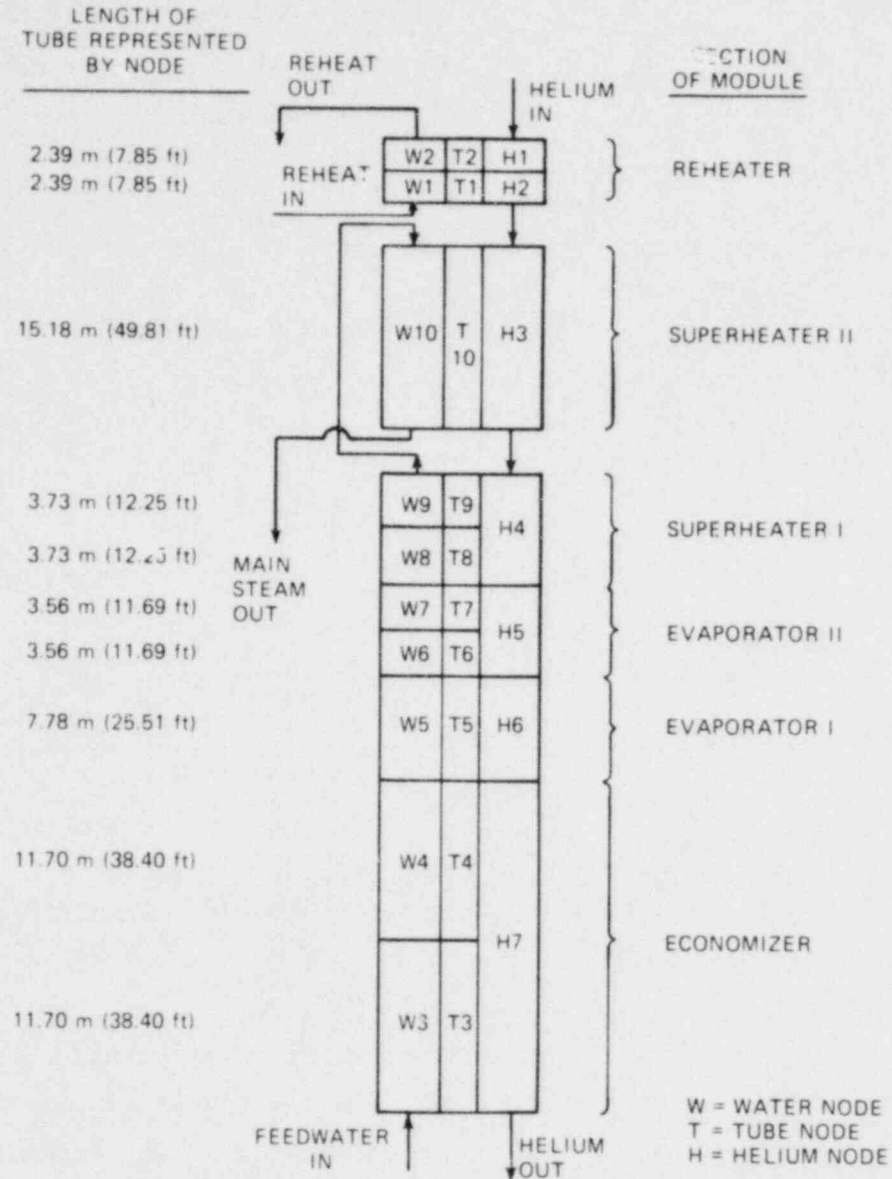 LENGTH OF
TUBE REPRESENTED
BY NODE
REHEAT
OUT
HELIUM
IN
OF MODULE
2.39 m (7.85 ft)
2.39 m (7.85 ft)
REHEAT
IN
W2 T2 H1
W1 T1 H2
REHEATER
15.18 m (49.81 ft)
W10 T
10 H3
SUPERHEATER II
3.73 m (12.25 ft)
W9 T9
H4
SUPERHEATER I
3.73 m
W8 T8
MAIN
STEAM
OUT
3.56 m (11.69 ft)
W7 T7
H5
EVAPORATOR II
3.56 m (11.69 ft)
W6 T6
7.78 m (25.51 ft)
W5 T5 H6
EVAPORATOR I
11.70 m (38.40 ft)
W4 T4
H7
ECONOMIZER
11.70 m (38.40 ft)
W3 T3
FEEDWATER
IN
HELIUM
OUT
W = WATER NODE
T = TUBE NODE
H = HELIUM NODE